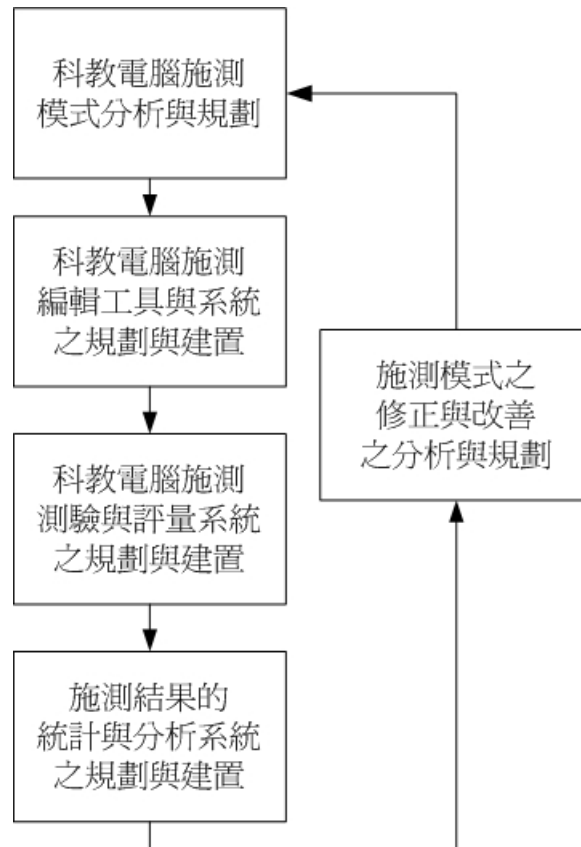 科教電腦施測
模式分析與規劃
科教電腦施測
編輯工具與系統
之規劃與建置
科教電腦施測
測驗與評量系統
之規劃與建置
施測結果的
統計與分析系統
之規劃與建置
施測模式之
修正與改善
之分析與規劃